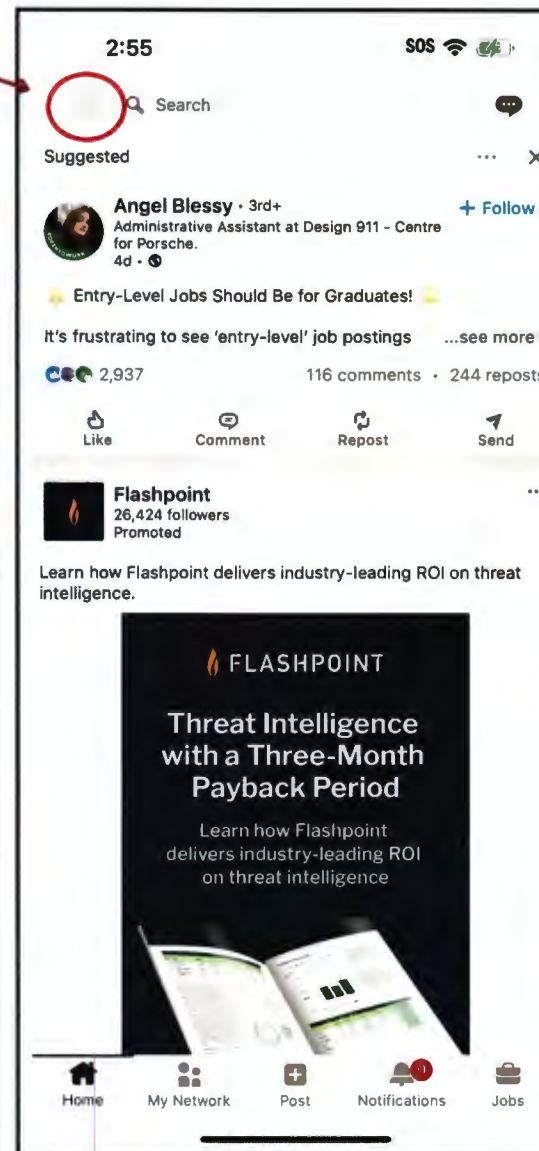 2:55 SOS
Search
Suggested
Angel Blessy • 3rd+
+ Follow
Administrative Assistant at Design 911 - Centre
for Porsche.
4d •
Entry-Level Jobs Should Be for Graduates!
It's frustrating to see 'entry-level' job postings ...see more
2,937 116 comments • 244 reposts
Like Comment Repost Send
Flashpoint
26,424 followers
Promoted
Learn how Flashpoint delivers industry-leading ROI on threat
intelligence.
FLASHPOINT
Threat Intelligence
with a Three-Month
Payback Period
Learn how Flashpoint
delivers industry-leading ROI
on threat intelligence
Home My Network Post Notifications Jobs